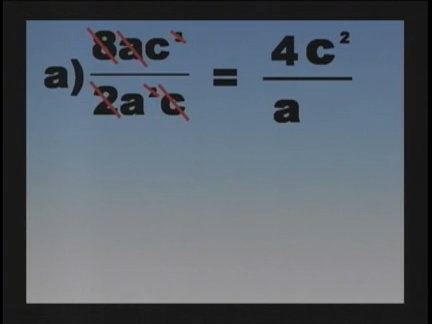 a) 8ac³ = 4c²
2a²c a